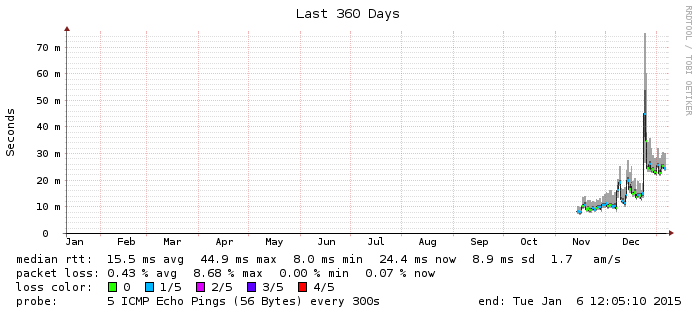 Last 360 Days
RRDTOOL / TOBI OETIKER
Seconds
70 m
60 m
50 m
40 m
30 m
20 m
10 m
0
Jan Feb Mar Apr May Jun Jul Aug Sep Oct Nov Dec
median rtt: 15.5 ms avg 44.9 ms max 8.0 ms min 24.4 ms now 8.9 ms sd 1.7 am/s
packet loss: 0.43 % avg 8.68 % max 0.00 % min 0.07 % now
loss color: 0 1/5 2/5 3/5 4/5
probe: 5 ICMP Echo Pings (56 Bytes) every 300s end: Tue Jan 6 12:05:10 2015